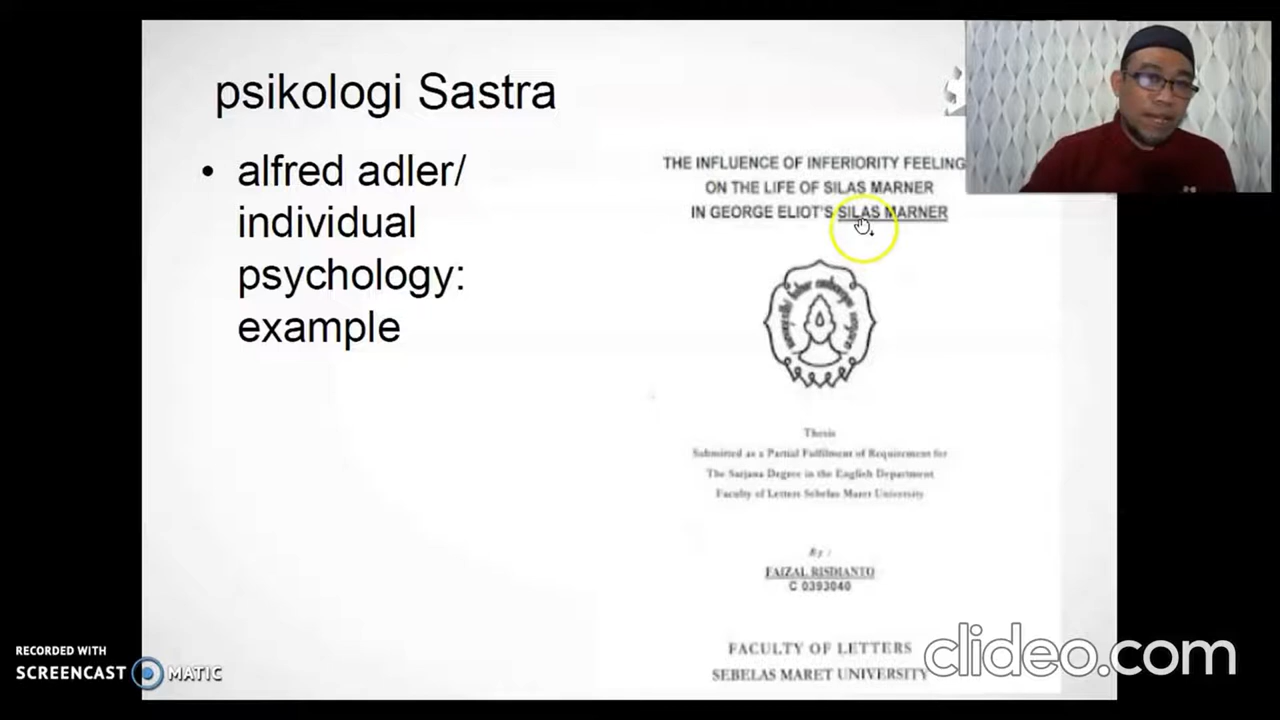 psikologi Sastra
• alfred adler/
individual
psychology:
example
THE INFLUENCE OF INFERIORITY FEELING
ON THE LIFE OF SILAS MARNER
IN GEORGE ELIOT'S SILAS MARNER
Thesis
Submitted as a Partial Fulfilment of Requirement for
The Sarjana Degree in the English Department
Faculty of Letters Sebelas Maret University
By :
FAIZAL RISDIANTO
C 0393040
FACULTY OF LETTERS
SEBELAS MARET UNIVERSITY
RECORDED WITH
SCREENCAST MATIC
clideo.com